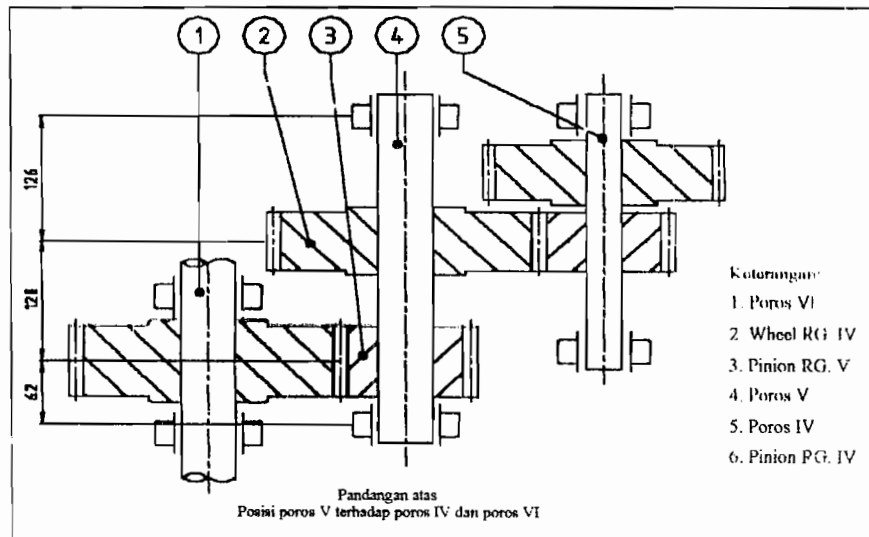 1 2 3 4 5
126
128
62
Keterangan:
1. Poros VI
2 Wheel RG. IV
3. Pinion RG. V
4. Poros V
5. Poros IV
6. Pinion RG. IV
Pandangan atas
Posisi poros V terhadap poros IV dan poros VI